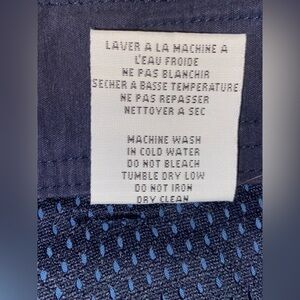 LAVER A LA MACHINE A
L'EAU FROIDE
NE PAS BLANCHIR
SECHER A BASSE TEMPERATURE
NE PAS REPASSER
NETTOYER A SEC
MACHINE WASH
IN COLD WATER
DO NOT BLEACH
TUMBLE DRY LOW
DO NOT IRON
DRY CLEAN